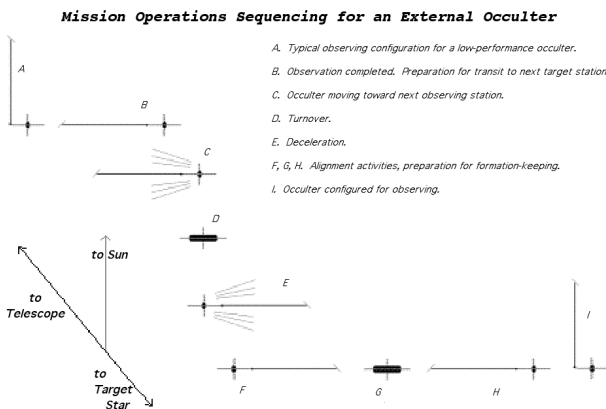 Mission Operations Sequencing for an External Occulter
A. Typical observing configuration for a low-performance occulter.
B. Observation completed. Preparation for transit to next target station
C. Occulter moving toward next observing station.
D. Turnover.
E. Deceleration.
F, G, H. Alignment activities, preparation for formation-keeping.
I. Occulter configured for observing.
A
B
C
D
E
F
G
H
I
to Sun
to
Telescope
to
Target
Star